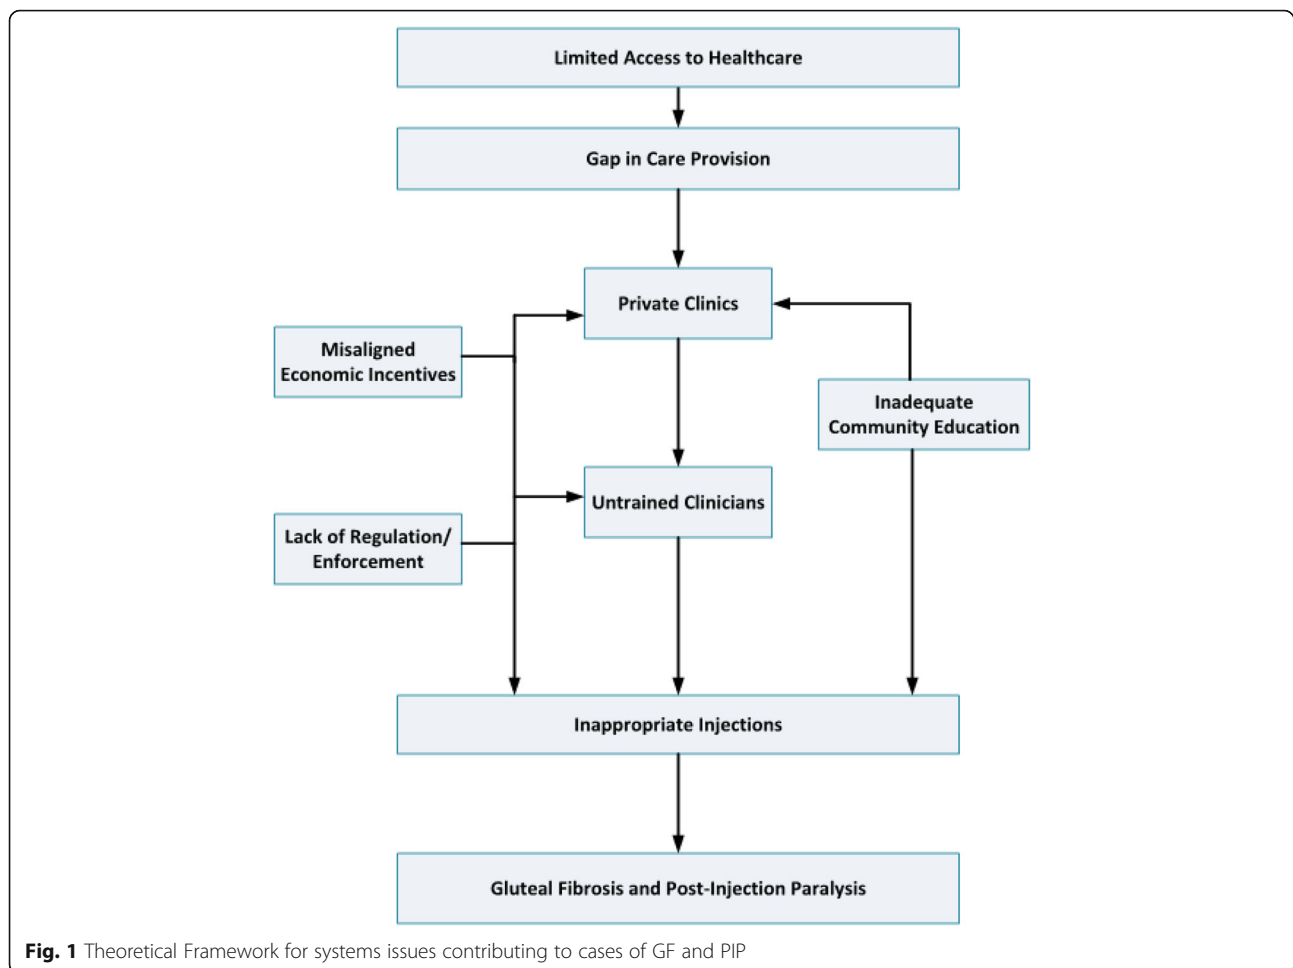 Limited Access to Healthcare
Gap in Care Provision
Private Clinics
Misaligned
Economic Incentives
Inadequate
Community Education
Untrained Clinicians
Lack of Regulation/
Enforcement
Inappropriate Injections
Gluteal Fibrosis and Post-Injection Paralysis
Fig. 1 Theoretical Framework for systems issues contributing to cases of GF and PIP